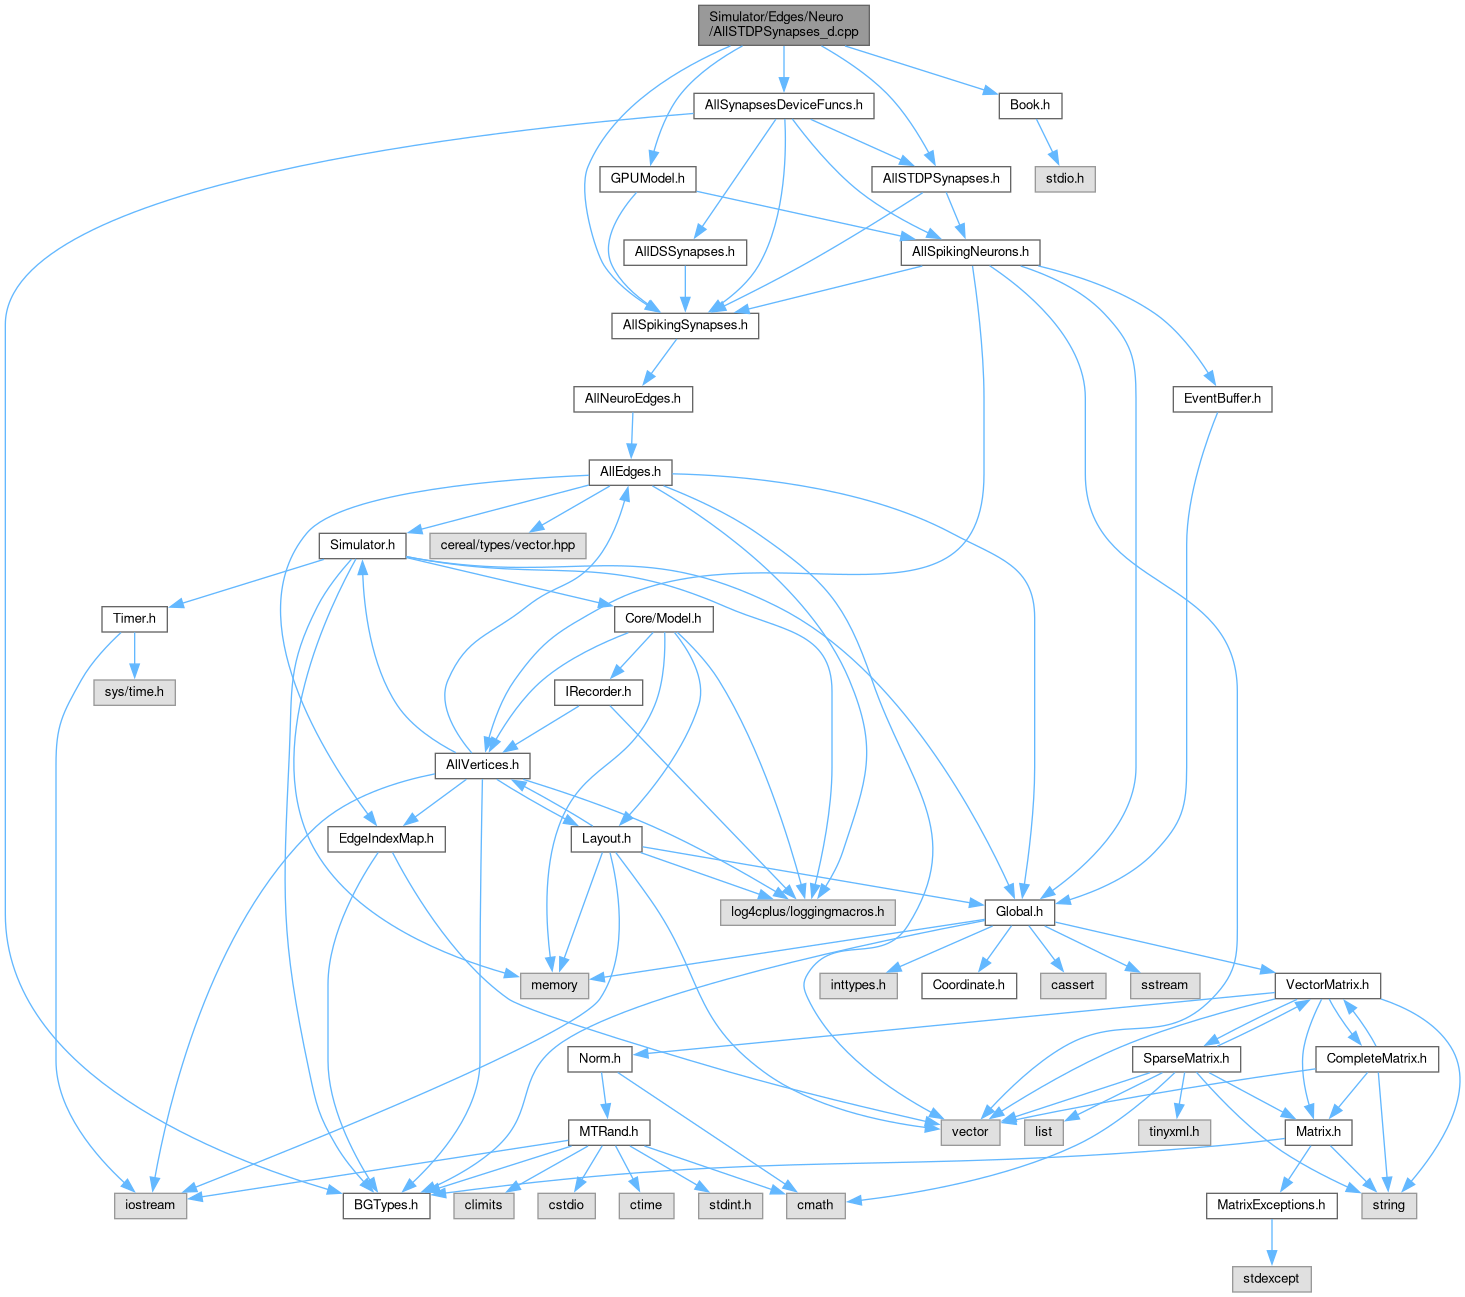 Simulator/Edges/Neuro
/AllSTDPSynapses_d.cpp
AllSynapsesDeviceFuncs.h
Book.h
GPUModel.h
AllSTDPSynapses.h
stdio.h
AllDSSynapses.h
AllSpikingNeurons.h
AllSpikingSynapses.h
AllNeuroEdges.h
EventBuffer.h
AllEdges.h
Simulator.h
cereal/types/vector.hpp
Timer.h
Core/Model.h
sys/time.h
IRecorder.h
AllVertices.h
EdgeIndexMap.h
Layout.h
log4cplus/loggingmacros.h
Global.h
memory
inttypes.h
Coordinate.h
cassert
sstream
VectorMatrix.h
Norm.h
SparseMatrix.h
CompleteMatrix.h
MTRand.h
vector
list
tinyxml.h
Matrix.h
iostream
BGTypes.h
climits
cstdio
ctime
stdint.h
cmath
MatrixExceptions.h
string
stdexcept